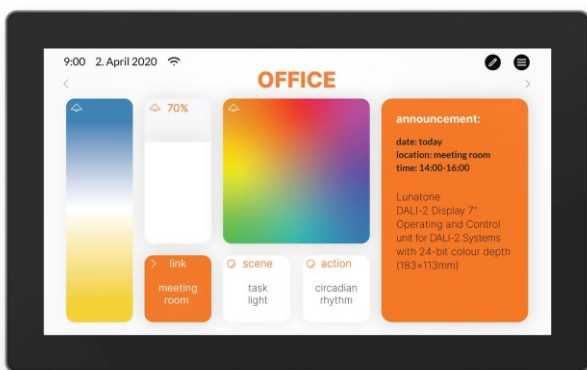 9:00 2. April 2020
OFFICE
70%
announcement:
date: today
location: meeting room
time: 14:00-16:00
Lunatone
DALI-2 Display 7"
Operating and Control
unit for DALI-2 Systems
with 24-bit colour depth
(183×113mm)
link
meeting
room
scene
task
light
action
circadian
rhythm